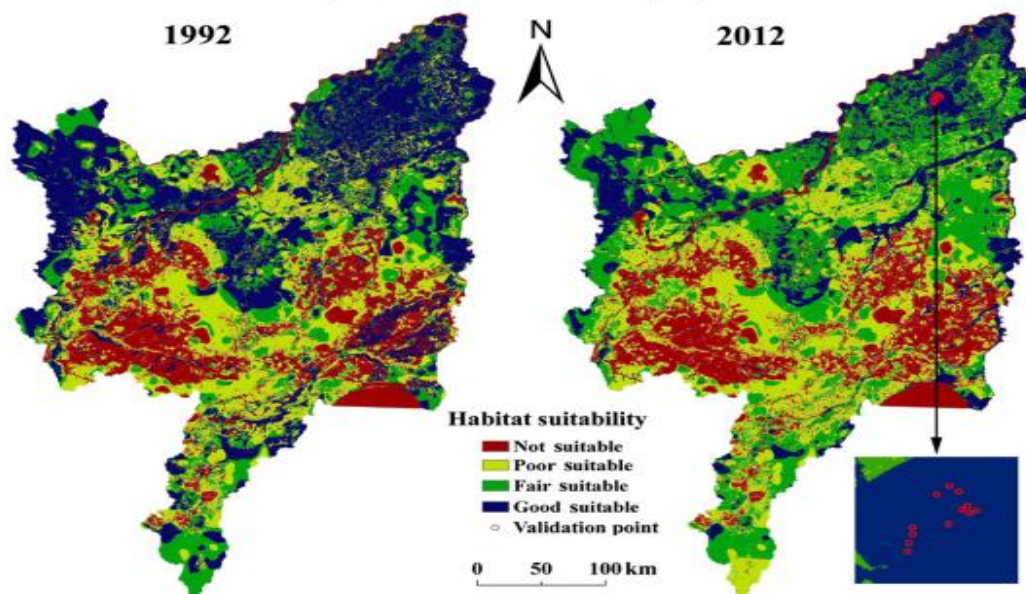 1992
N
2012
Habitat suitability
Not suitable
Poor suitable
Fair suitable
Good suitable
Validation point
0 50 100 km